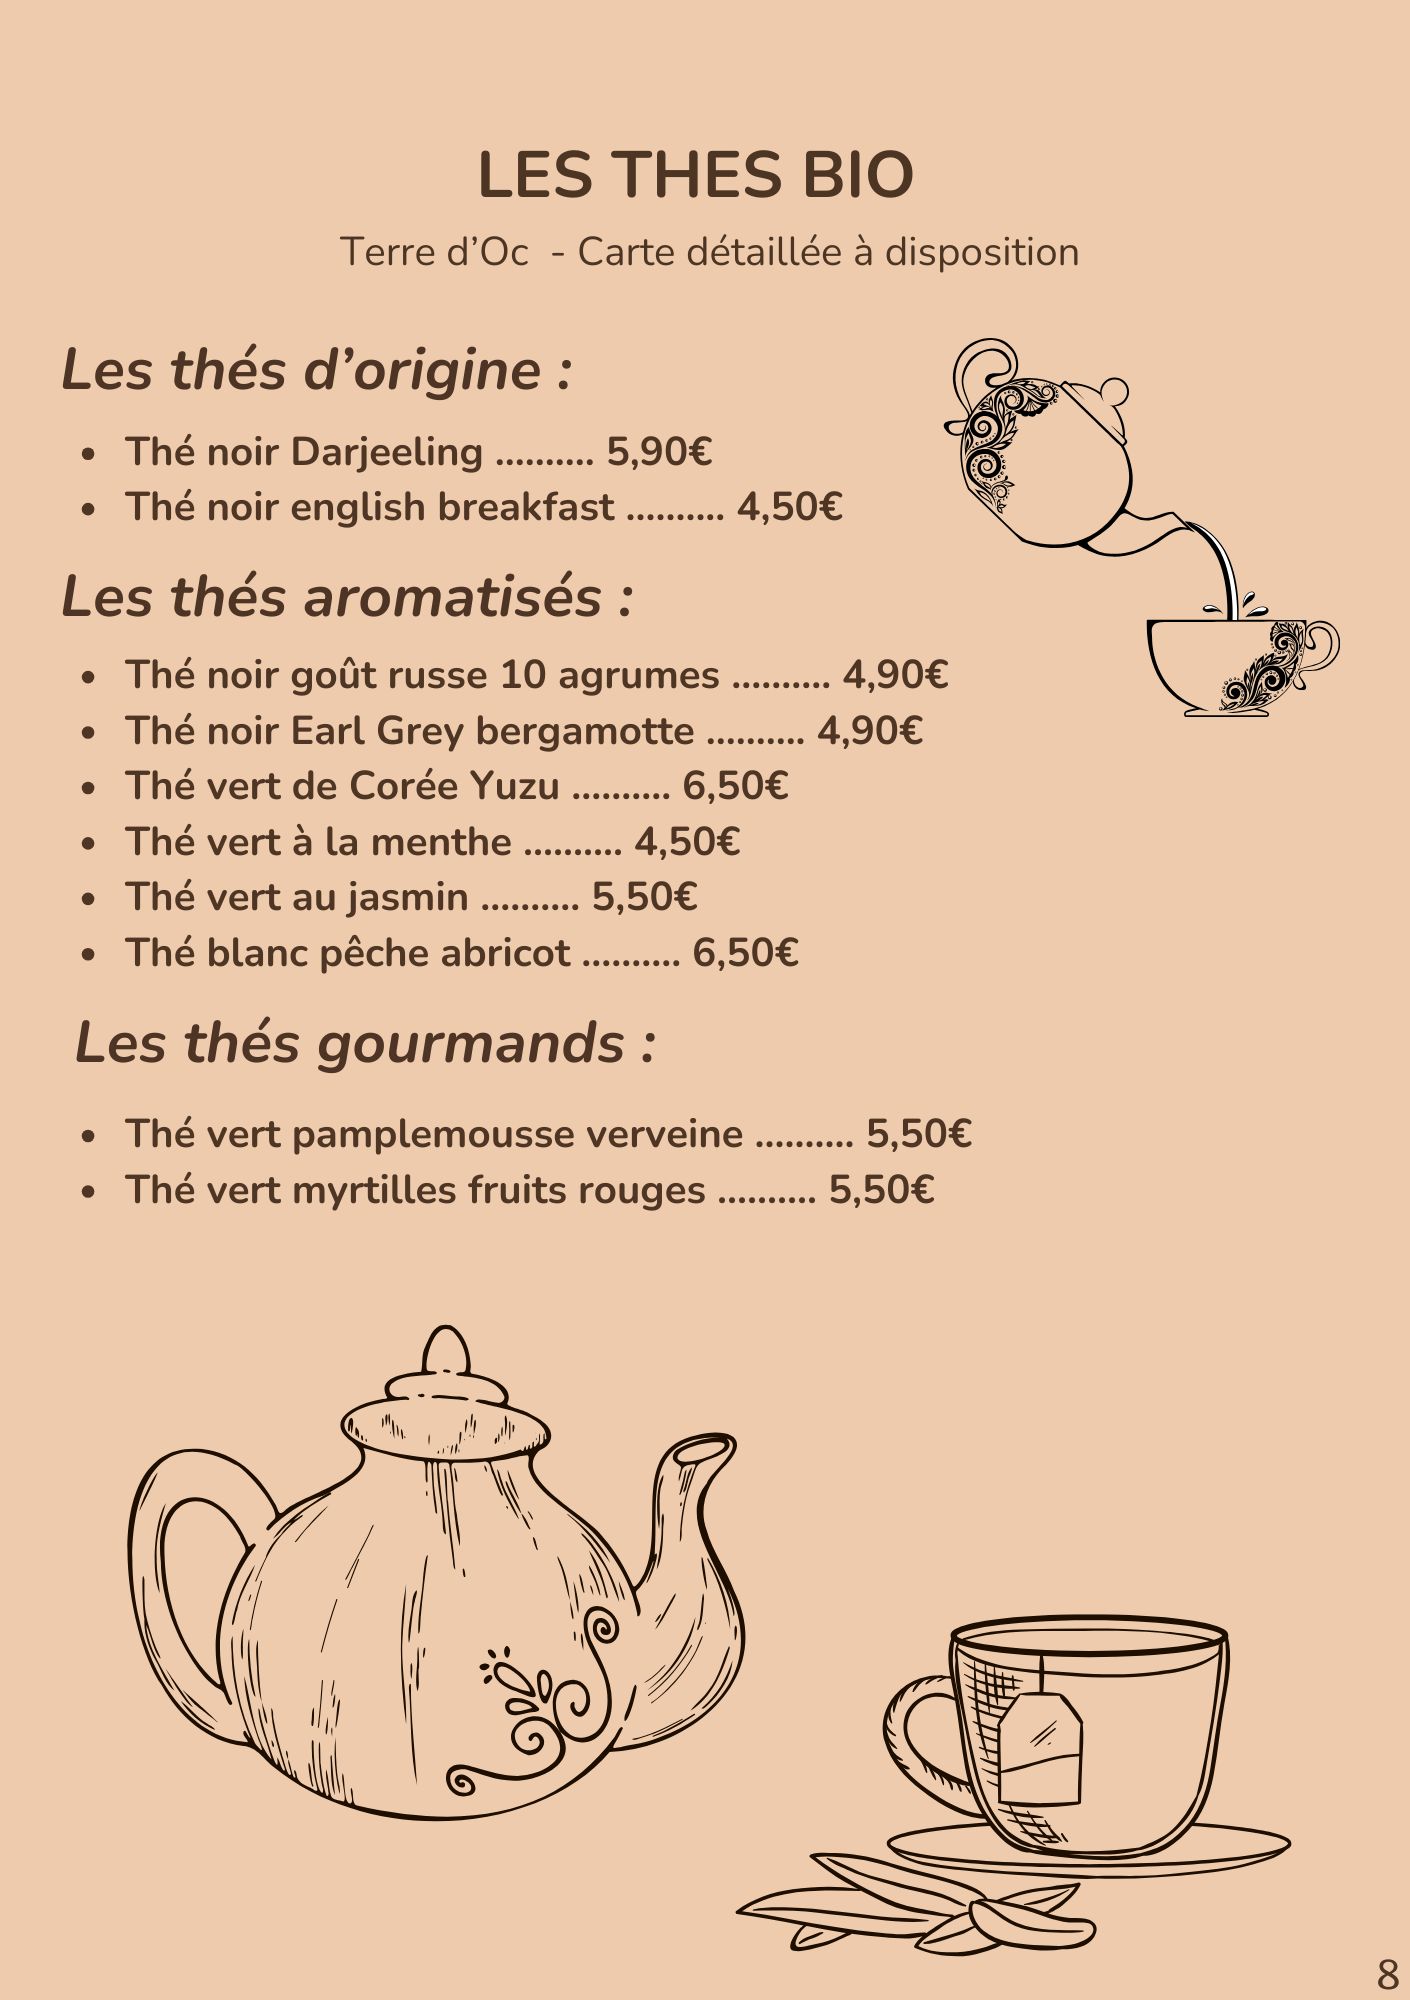 LES THES BIO
Terre d’Oc - Carte détaillée à disposition
Les thés d’origine :
• Thé noir Darjeeling .......... 5,90€
• Thé noir english breakfast .......... 4,50€
Les thés aromatisés :
• Thé noir goût russe 10 agrumes .......... 4,90€
• Thé noir Earl Grey bergamotte .......... 4,90€
• Thé vert de Corée Yuzu .......... 6,50€
• Thé vert à la menthe .......... 4,50€
• Thé vert au jasmin .......... 5,50€
• Thé blanc pêche abricot .......... 6,50€
Les thés gourmands :
• Thé vert pamplemousse verveine .......... 5,50€
• Thé vert myrtilles fruits rouges .......... 5,50€
8